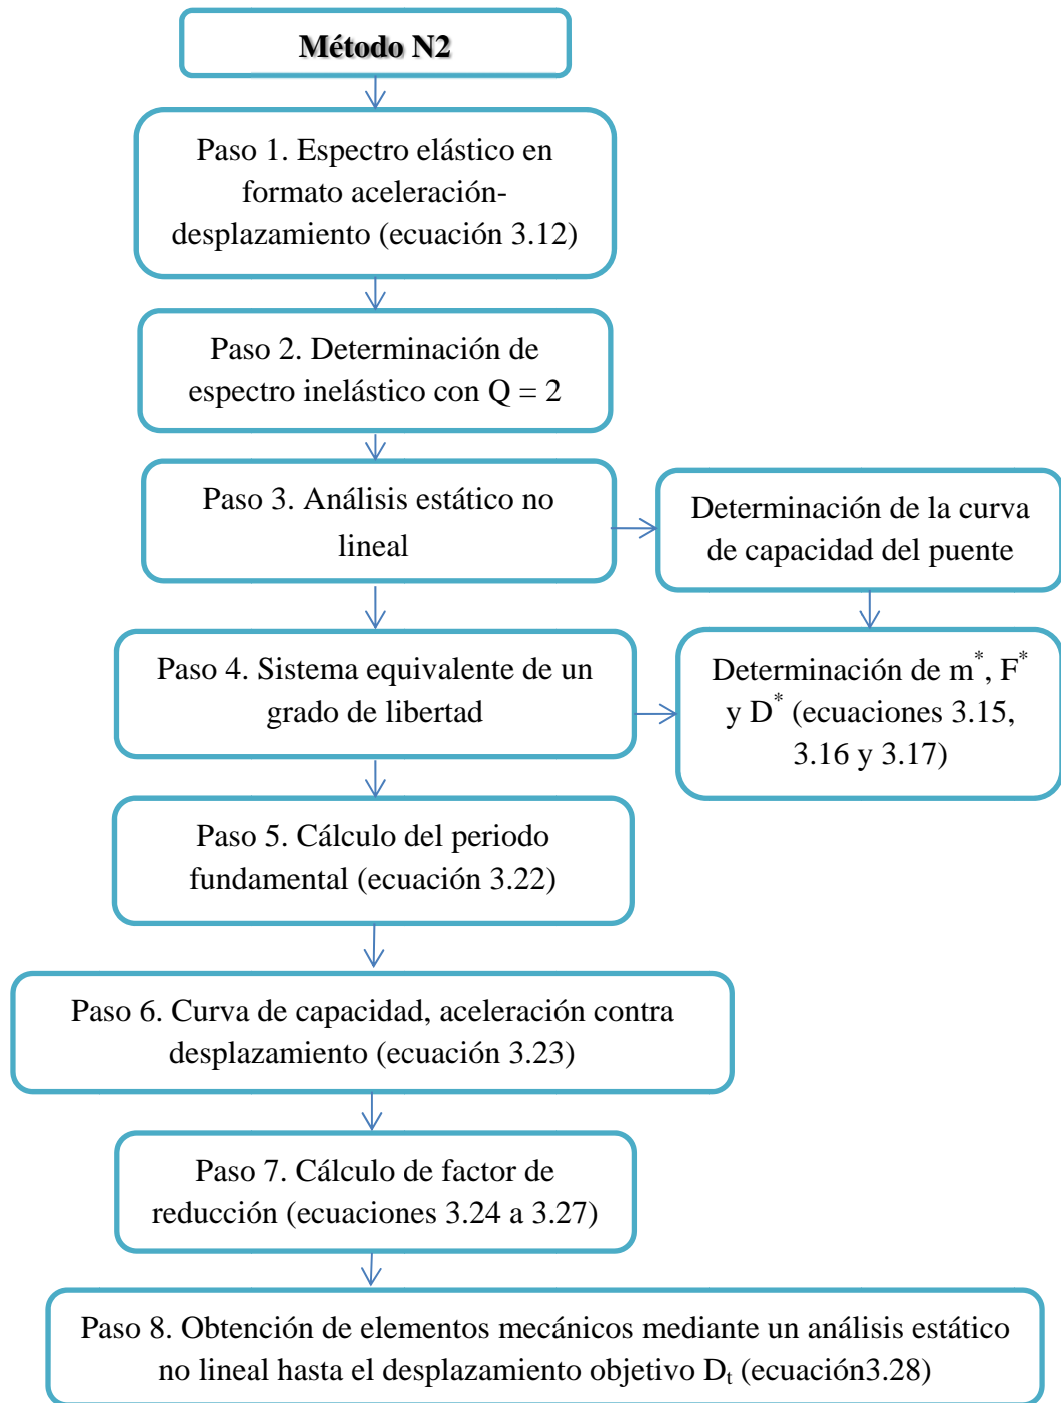 Método N2
Paso 1. Espectro elástico en
formato aceleración-
desplazamiento (ecuación 3.12)
Paso 2. Determinación de
espectro inelástico con Q = 2
Paso 3. Análisis estático no
lineal
Determinación de la curva
de capacidad del puente
Paso 4. Sistema equivalente de un
grado de libertad
Determinación de m*, F*
y D* (ecuaciones 3.15,
3.16 y 3.17)
Paso 5. Cálculo del periodo
fundamental (ecuación 3.22)
Paso 6. Curva de capacidad, aceleración contra
desplazamiento (ecuación 3.23)
Paso 7. Cálculo de factor de
reducción (ecuaciones 3.24 a 3.27)
Paso 8. Obtención de elementos mecánicos mediante un análisis estático
no lineal hasta el desplazamiento objetivo Dt (ecuación3.28)